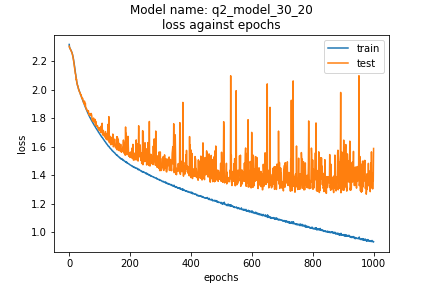 Model name: q2_model_30_20
loss against epochs
train
test
2.2
2.0
1.8
1.6
1.4
1.2
1.0
loss
0 200 400 600 800 1000
epochs